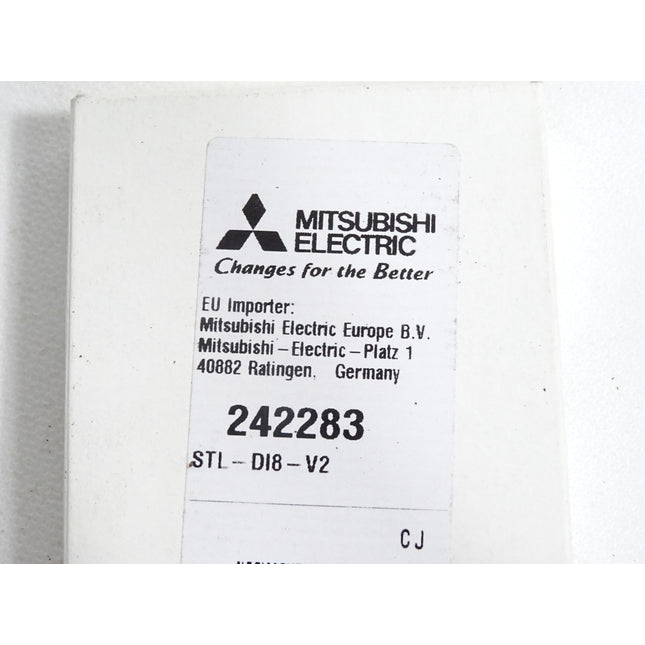 MITSUBISHI
ELECTRIC
Changes for the Better
EU Importer:
Mitsubishi Electric Europe B.V.
Mitsubishi-Electric-Platz 1
40882 Ratingen, Germany
242283
STL-DI8-V2
CJ